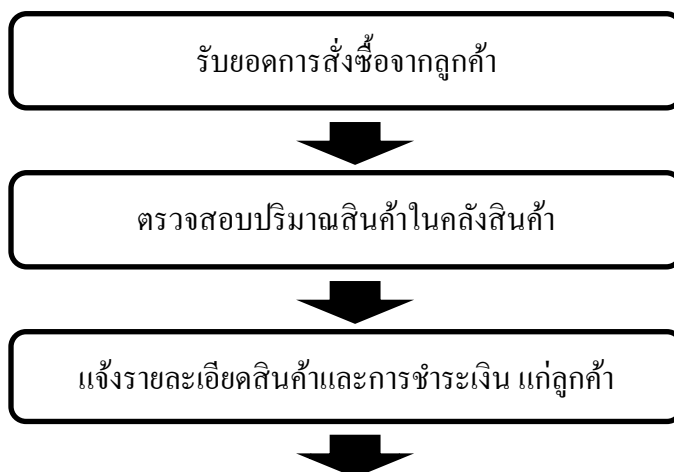 รับยอดการสั่งซื้อจากลูกค้า
ตรวจสอบปริมาณสินค้าในคลังสินค้า
แจ้งรายละเอียดสินค้าและการชำระเงิน แก่ลูกค้า